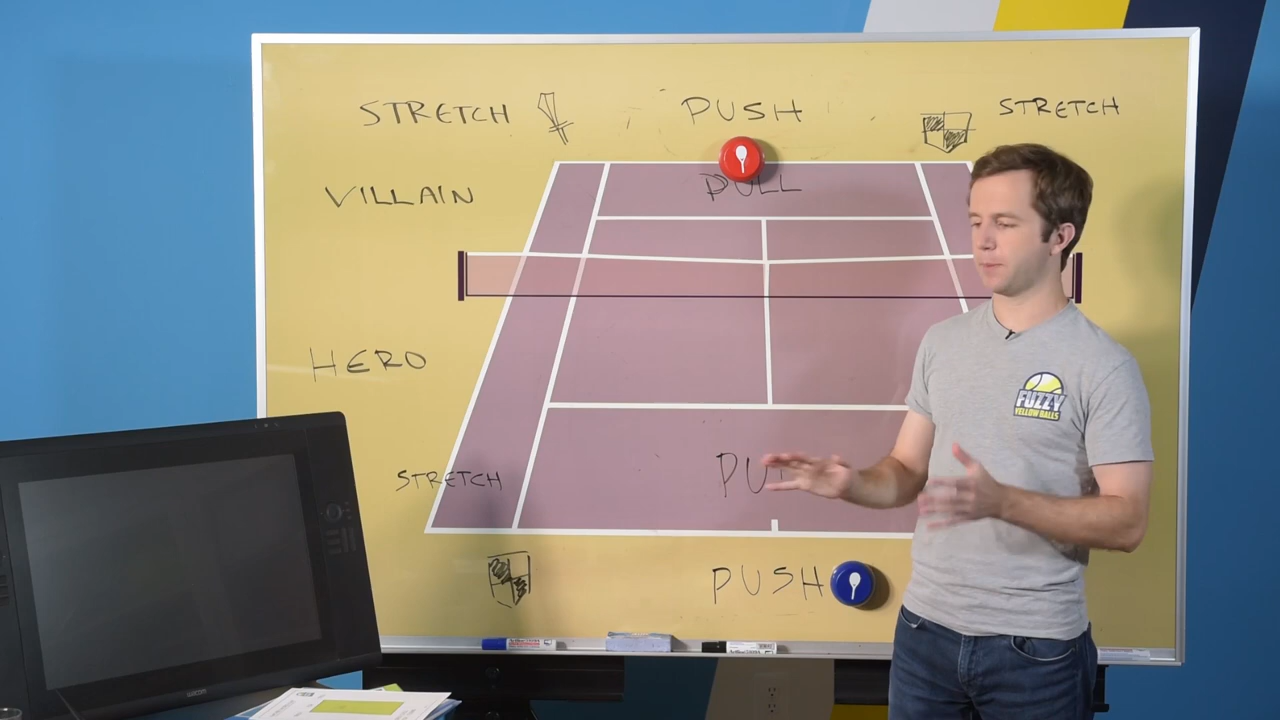 STRETCH
PUSH
STRETCH
VILLAIN
PULL
HERO
FUZZY
YELLOW BALLS
STRETCH
PUSH